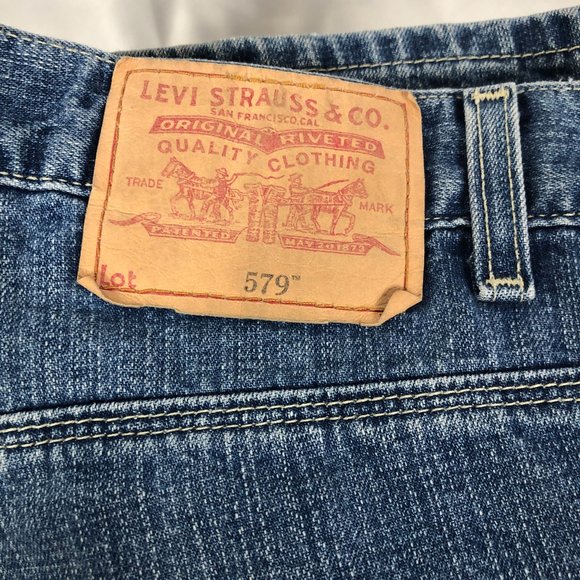 LEVI STRAUSS & CO.
SAN FRANCISCO, CAL
ORIGINAL RIVETED
QUALITY CLOTHING
TRADE MARK
PATENTED MAY 20 1873
Lot 579™